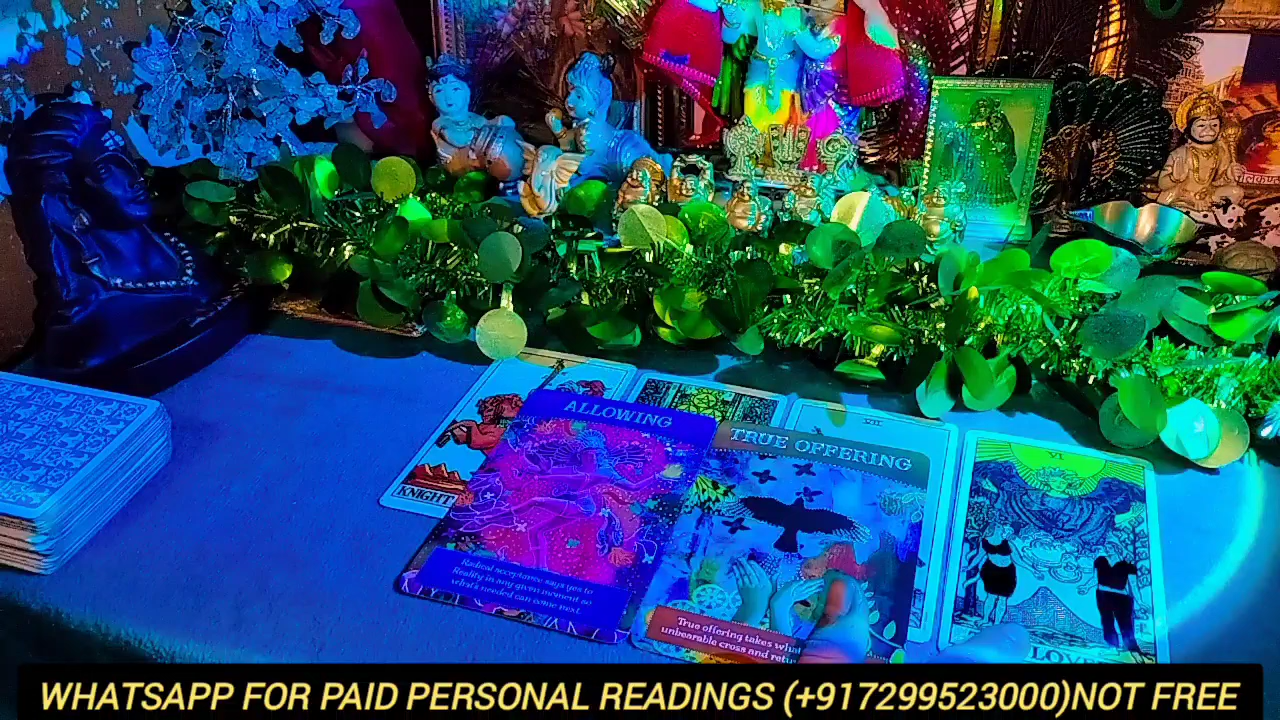 VI
VII
ALLOWING
TRUE OFFERING
KNIGHT
Radical acceptance says yes to
Reality in any given moment so
what's needed can come next.
True offering takes what
unbearable cross and retu
LOVE
WHATSAPP FOR PAID PERSONAL READINGS (+917299523000)NOT FREE